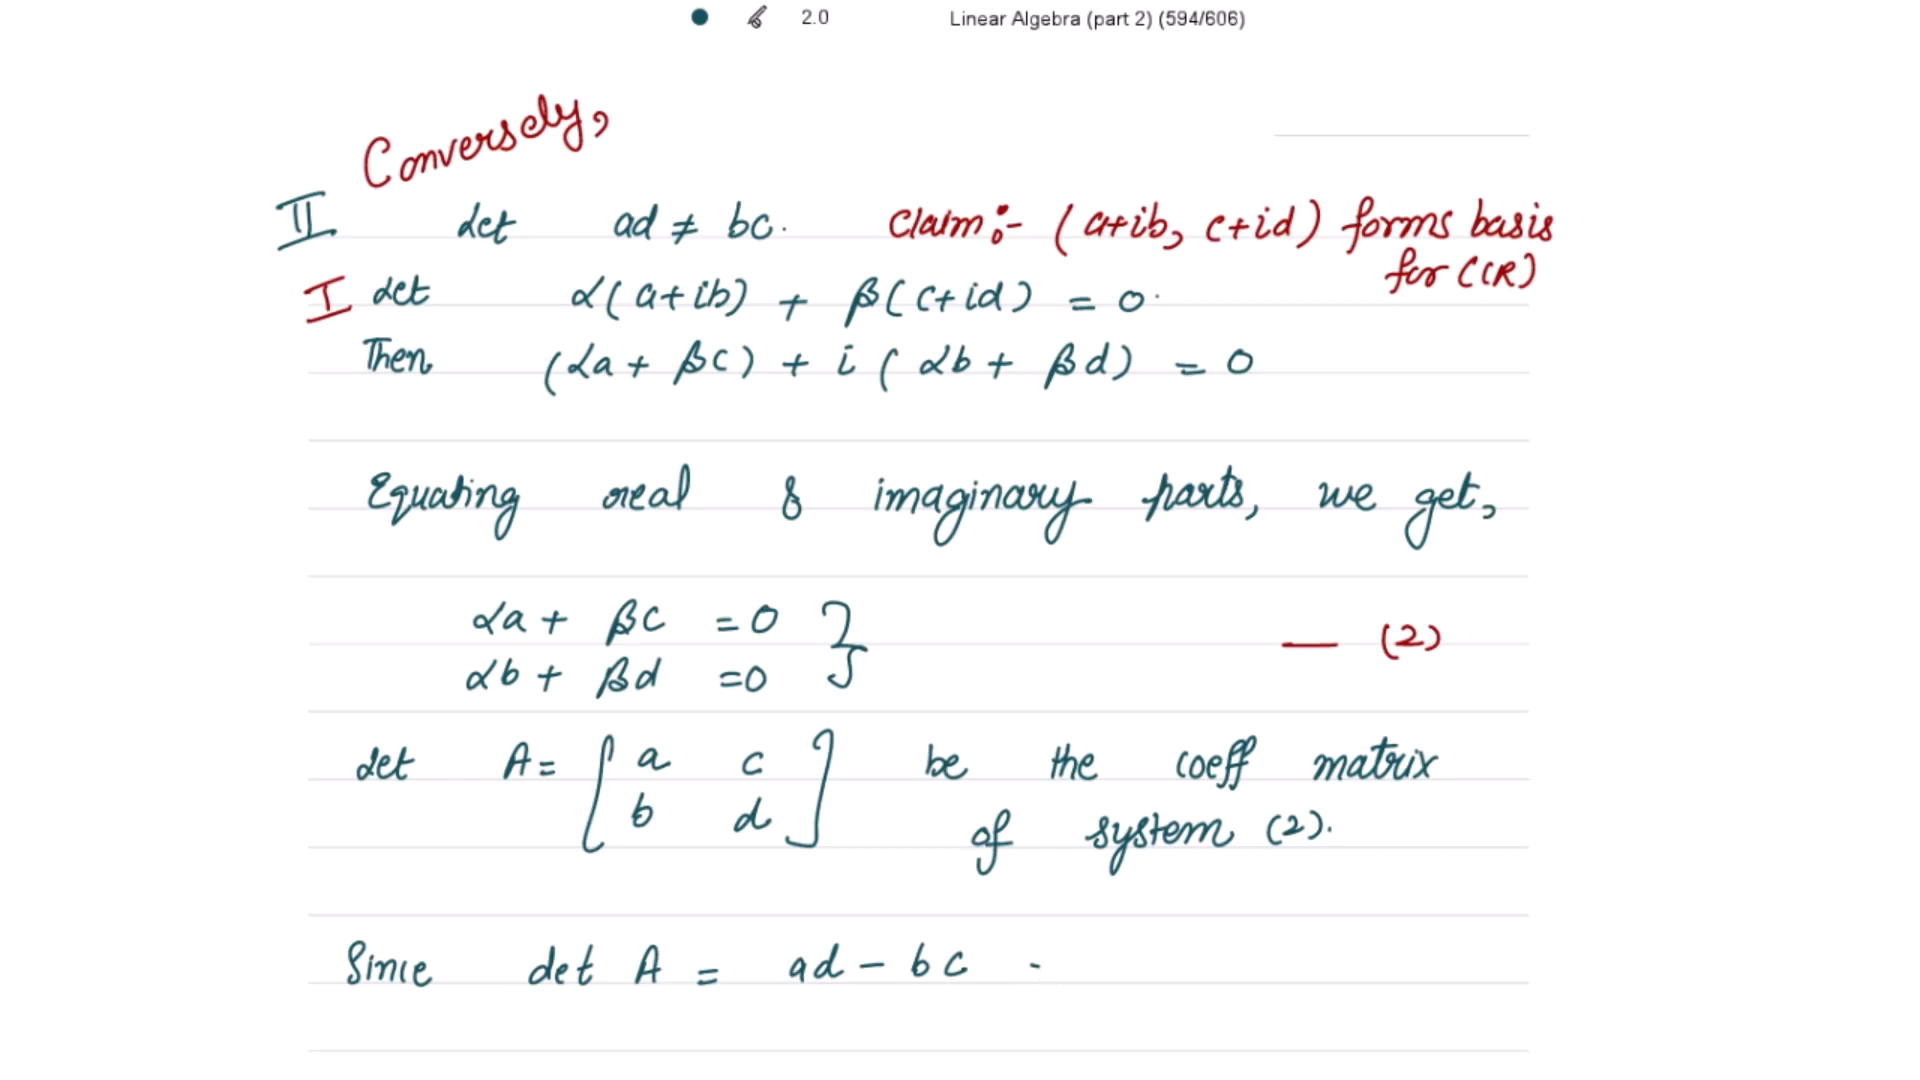 2.0 Linear Algebra (part 2) (594/606)
Conversely,
II Let ad ≠ bc. Claim:- (a+ib, c+id) forms basis
for C(R)
I Let α(a+ib) + β(c+id) = 0.
Then (αa + βc) + i(αb + βd) = 0
Equating real & imaginary parts, we get,
αa + βc = 0 }
αb + βd = 0 } — (2)
Let A = [ a c ] be the coeff matrix
[ b d ] of system (2).
Since det A = ad - bc -